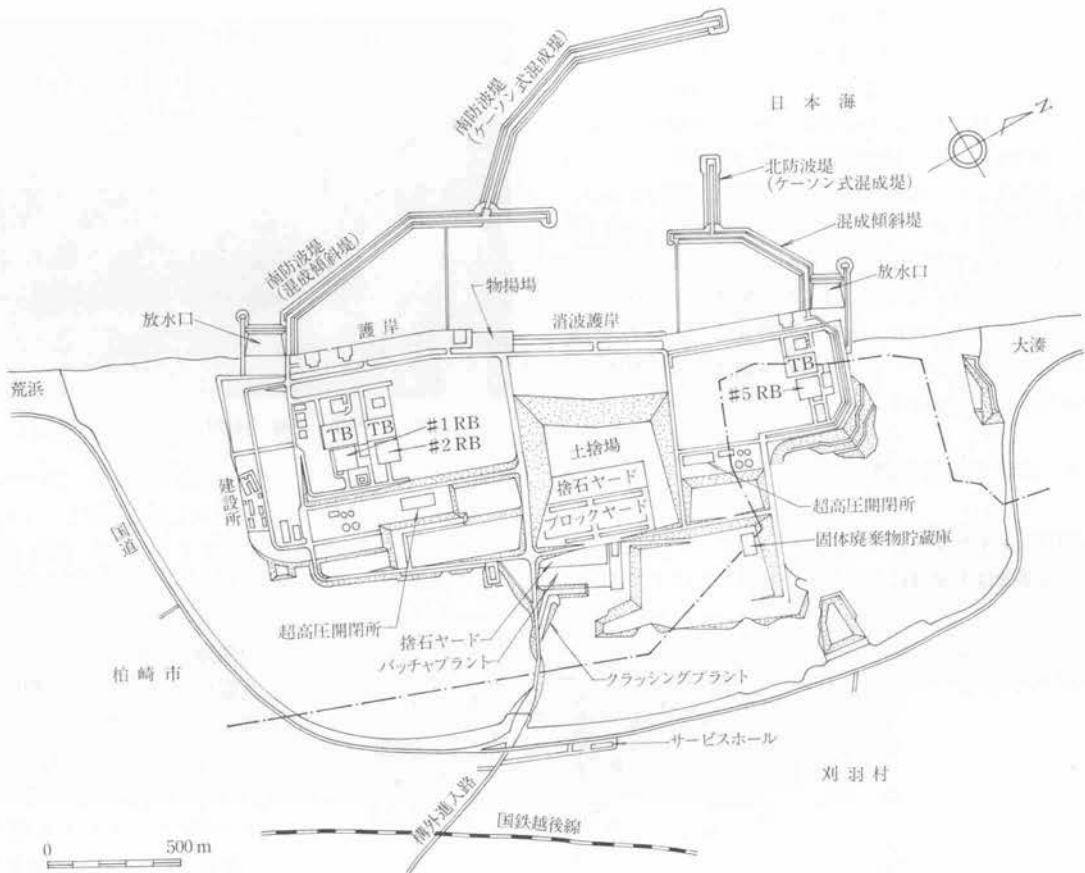 南防波堤
(ケーソン式混成堤)
日本海
N
北防波堤
(ケーソン式混成堤)
混成傾斜堤
南防波堤
(混成傾斜堤)
放水口
物揚場
放水口
護岸
消波護岸
大湊
荒浜
TB
TB
TB
#5 RB
#1 RB
#2 RB
土捨場
捨石ヤード
ブロックヤード
建設所
国道
超高圧開閉所
固体廃棄物貯蔵庫
超高圧開閉所
捨石ヤード
バッチャプラント
クラッシングプラント
柏崎市
サービスホール
刈羽村
構外進入路
国鉄越後線
0 500m